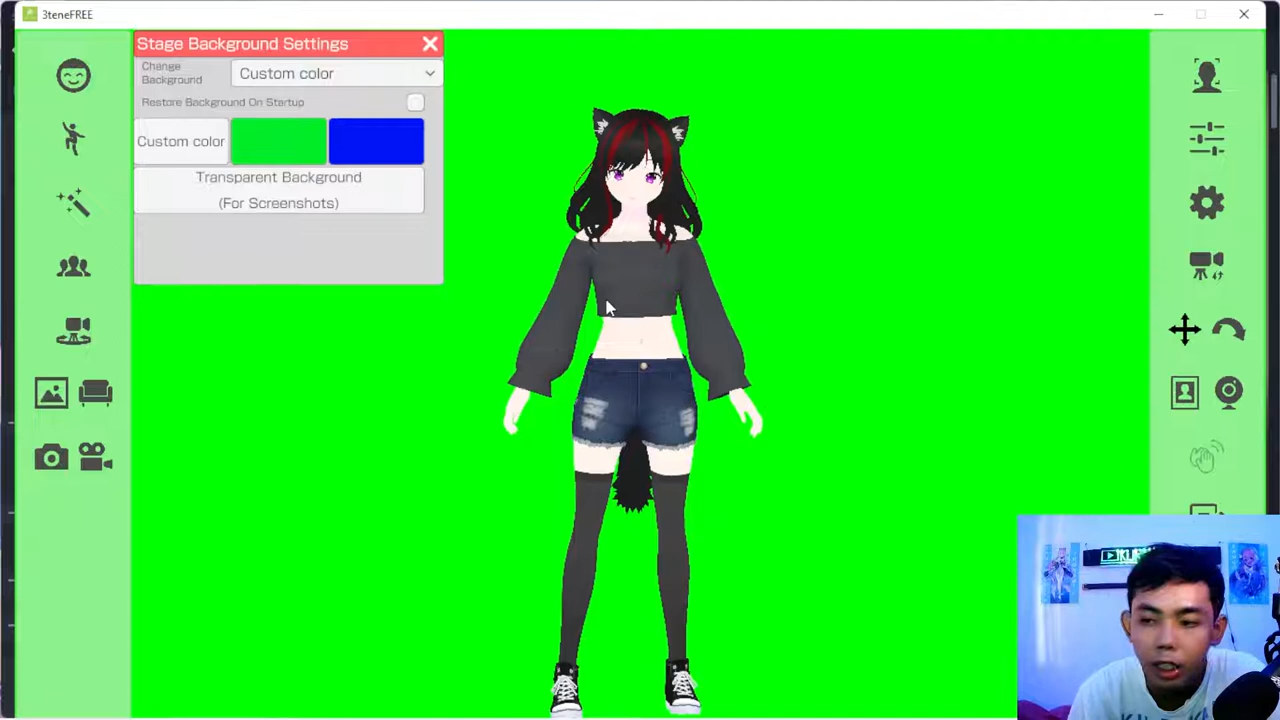 3teneFREE
Stage Background Settings
Change
Background
Custom color
Restore Background On Startup
Custom color
Transparent Background
(For Screenshots)